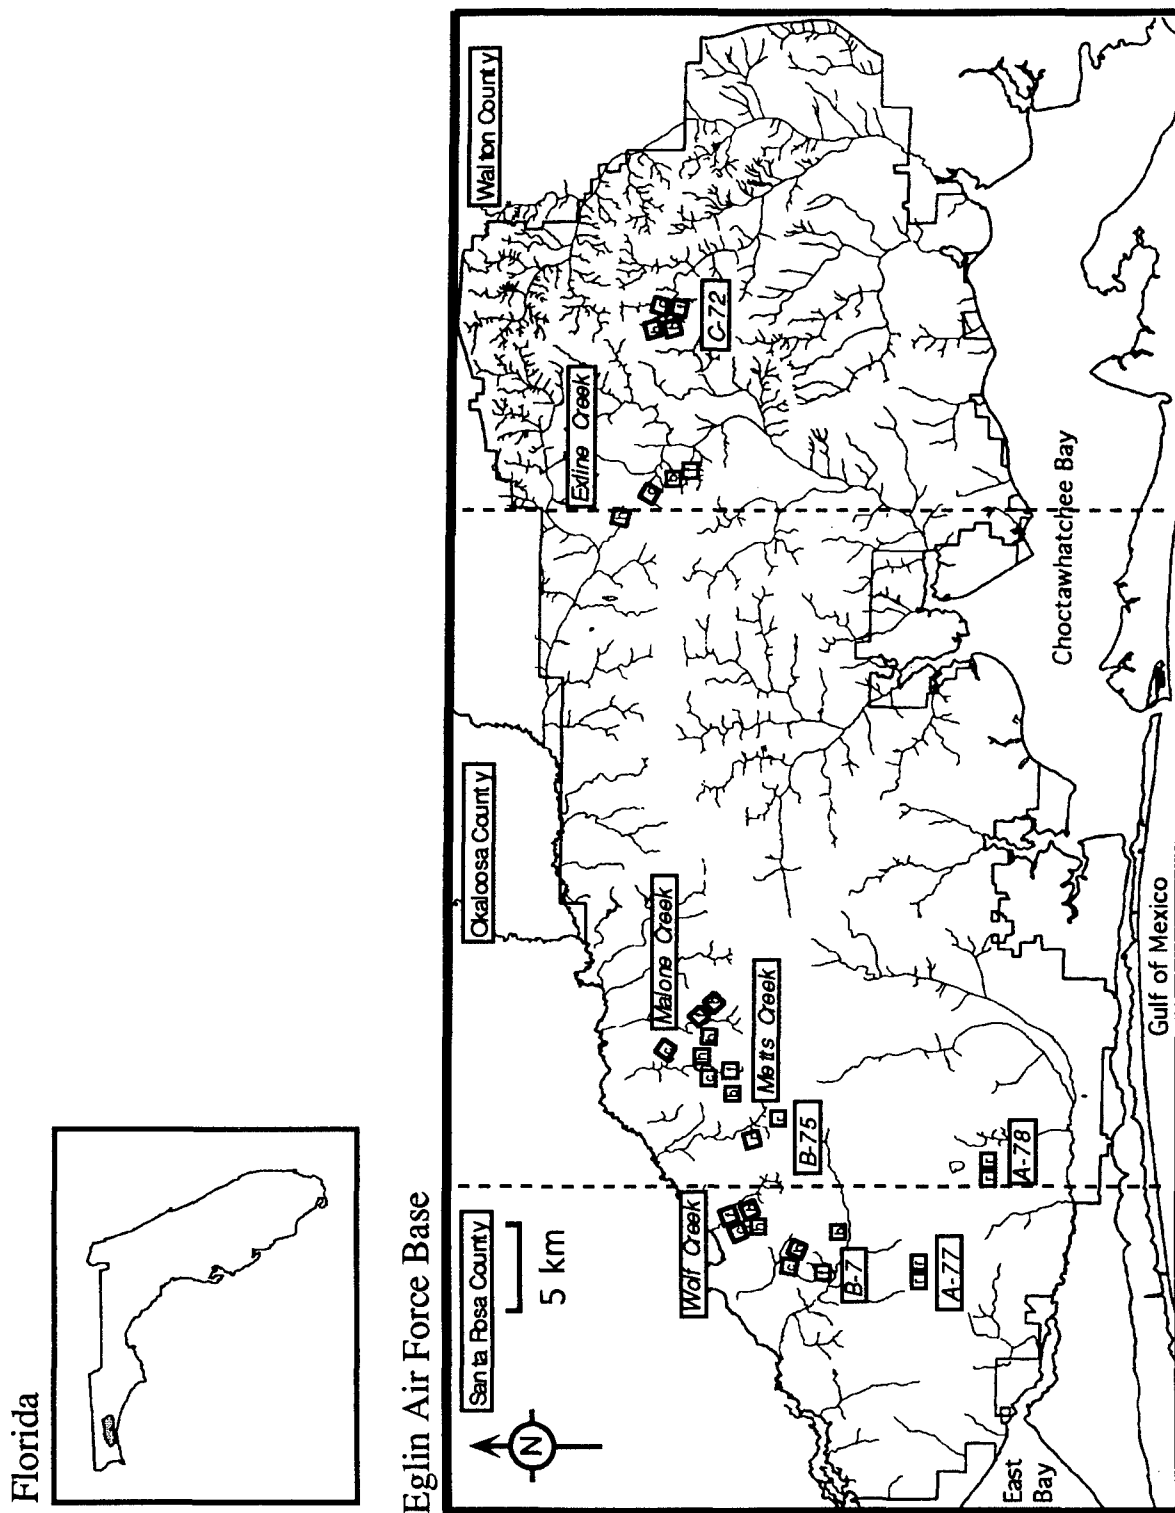 Florida
Eglin Air Force Base
Santa Rosa County
Okaloosa County
Walton County
N
5 km
Wolf Creek
Malone Creek
Exline Creek
Metts Creek
B-75
C-72
B-7
A-77
A-78
East
Bay
Choctawhatchee Bay
Gulf of Mexico